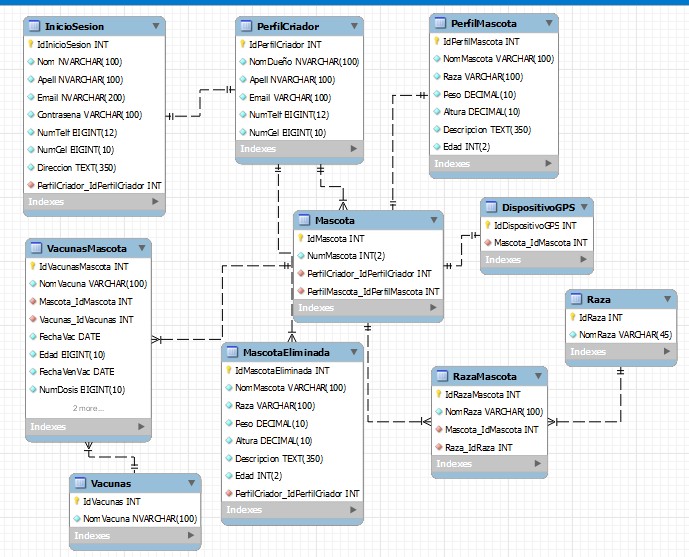 InicioSesion
IdInicioSesion INT
Nom NVARCHAR(100)
Apell NVARCHAR(100)
Email NVARCHAR(200)
Contrasena VARCHAR(100)
NumTelf BIGINT(12)
NumCel BIGINT(10)
Direccion TEXT(350)
PerfilCriador_IdPerfilCriador INT
Indexes
PerfilCriador
IdPerfilCriador INT
NomDueño NVARCHAR(100)
Apell NVARCHAR(100)
Email VARCHAR(100)
NumTelf BIGINT(12)
NumCel BIGINT(10)
Indexes
PerfilMascota
IdPerfilMascota INT
NomMascota VARCHAR(100)
Raza VARCHAR(100)
Peso DECIMAL(10)
Altura DECIMAL(10)
Descripcion TEXT(350)
Edad INT(2)
Indexes
Mascota
IdMascota INT
NumMascota INT(2)
PerfilCriador_IdPerfilCriador INT
PerfilMascota_IdPerfilMascota INT
Indexes
DispositivoGPS
IdDispositivoGPS INT
Mascota_IdMascota INT
Indexes
VacunasMascota
IdVacunasMascota INT
NomVacuna VARCHAR(100)
Mascota_IdMascota INT
Vacunas_IdVacunas INT
FechaVac DATE
Edad BIGINT(10)
FechaVenVac DATE
NumDosis BIGINT(10)
2 more...
Indexes
Raza
IdRaza INT
NomRaza VARCHAR(45)
Indexes
MascotaEliminada
IdMascotaEliminada INT
NomMascota VARCHAR(100)
Raza VARCHAR(100)
Peso DECIMAL(10)
Altura DECIMAL(10)
Descripcion TEXT(350)
Edad INT(2)
PerfilCriador_IdPerfilCriador INT
Indexes
RazaMascota
IdRazaMascota INT
NomRaza VARCHAR(100)
Mascota_IdMascota INT
Raza_IdRaza INT
Indexes
Vacunas
IdVacunas INT
NomVacuna NVARCHAR(100)
Indexes